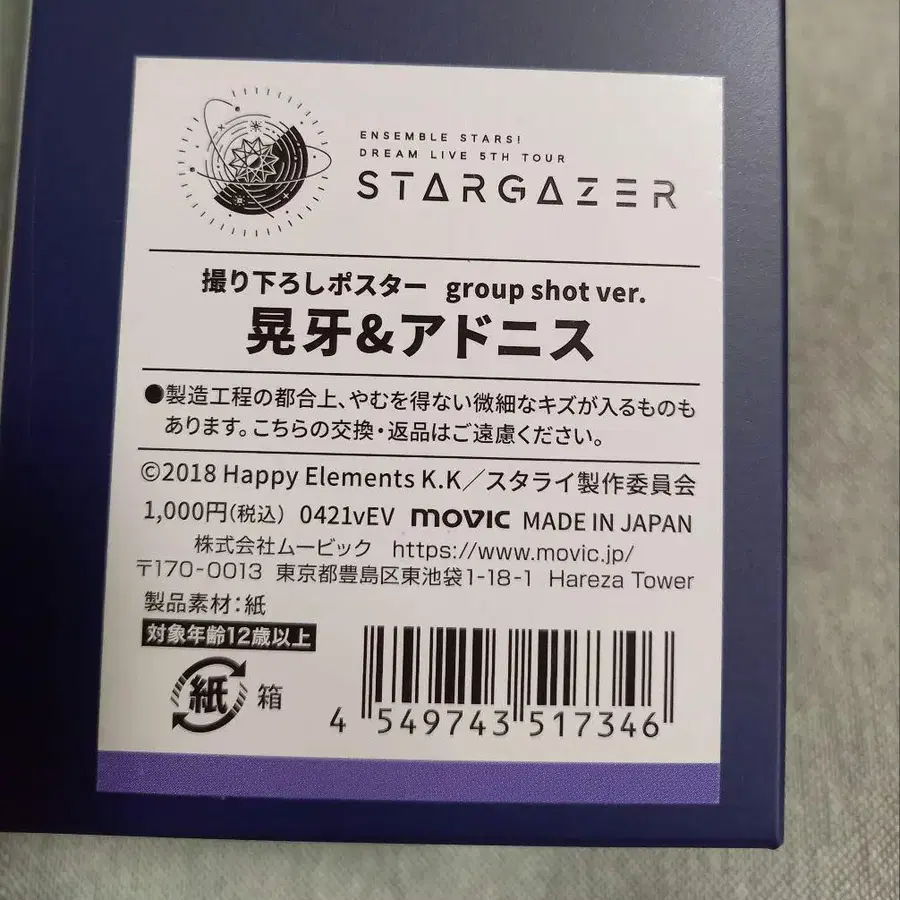 ENSEMBLE STARS!
DREAM LIVE 5TH TOUR
STARGAZER
撮り下ろしポスター group shot ver.
晃牙&アドニス
●製造工程の都合上、やむを得ない微細なキズが入るものも
あります。こちらの交換・返品はご遠慮ください。
©2018 Happy Elements K.K／スタライ製作委員会
1,000円(税込) 0421vEV movic MADE IN JAPAN
株式会社ムービック https://www.movic.jp/
〒170-0013 東京都豊島区東池袋1-18-1 Hareza Tower
製品素材：紙
対象年齢12歳以上
紙 箱
4 549743 517346